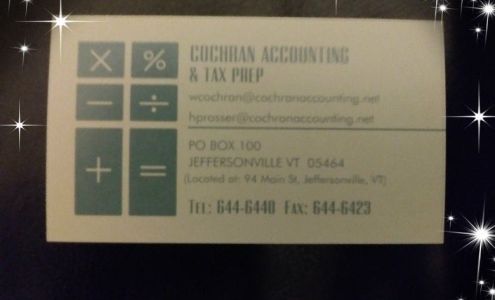 × %
COCHRAN ACCOUNTING
& TAX PREP
− ÷
wcochran@cochranaccounting.net
hprosser@cochranaccounting.net
+ =
PO BOX 100
JEFFERSONVILLE VT 05464
(Located at: 94 Main St, Jeffersonville, VT)
TEL: 644-6440 FAX: 644-6423